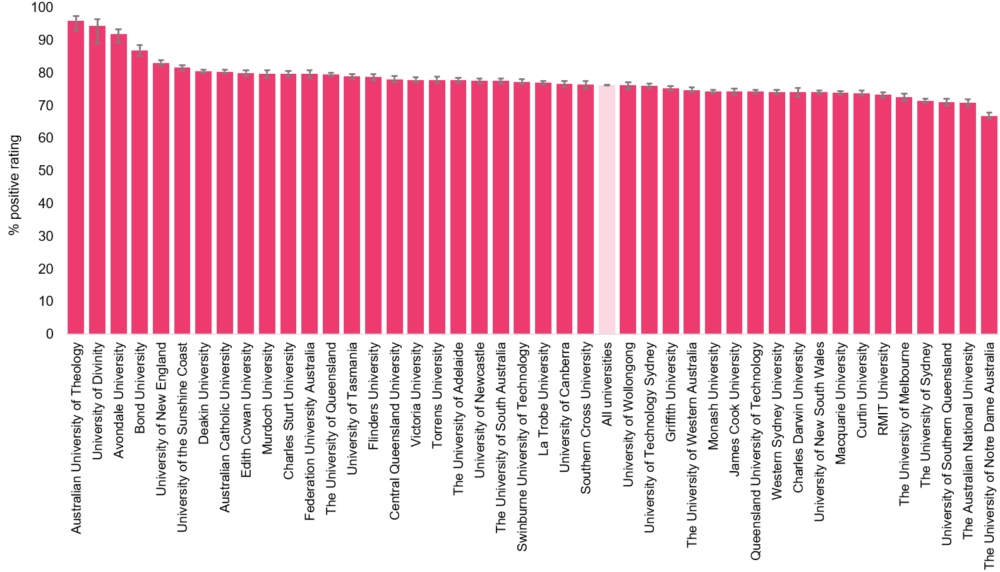 100
90
80
70
60
50
40
30
20
10
0
% positive rating
Australian University of Theology
University of Divinity
Avondale University
Bond University
University of New England
University of the Sunshine Coast
Deakin University
Australian Catholic University
Edith Cowan University
Murdoch University
Charles Sturt University
Federation University Australia
The University of Queensland
University of Tasmania
Flinders University
Central Queensland University
Victoria University
Torrens University
The University of Adelaide
University of Newcastle
The University of South Australia
Swinburne University of Technology
La Trobe University
University of Canberra
Southern Cross University
All universities
University of Wollongong
University of Technology Sydney
Griffith University
The University of Western Australia
Monash University
James Cook University
Queensland University of Technology
Western Sydney University
Charles Darwin University
University of New South Wales
Macquarie University
Curtin University
RMIT University
The University of Melbourne
The University of Sydney
University of Southern Queensland
The Australian National University
The University of Notre Dame Australia